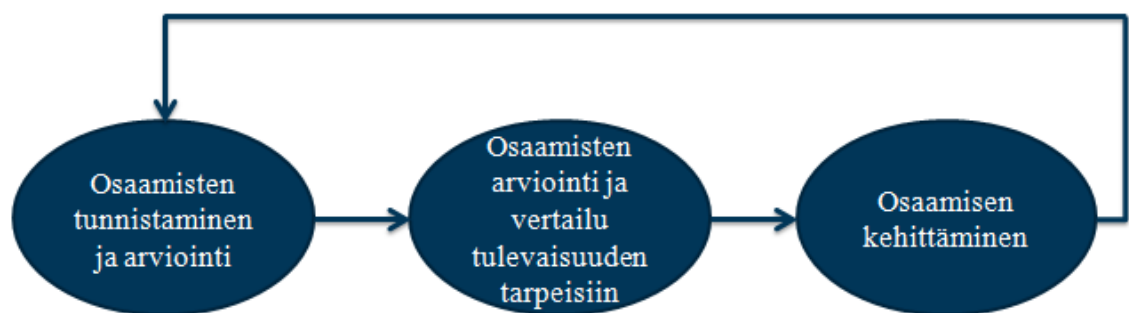 Osaamisten
tunnistaminen
ja arviointi
Osaamisten
arviointi ja
vertailu
tulevaisuuden
tarpeisiin
Osaamisen
kehittäminen